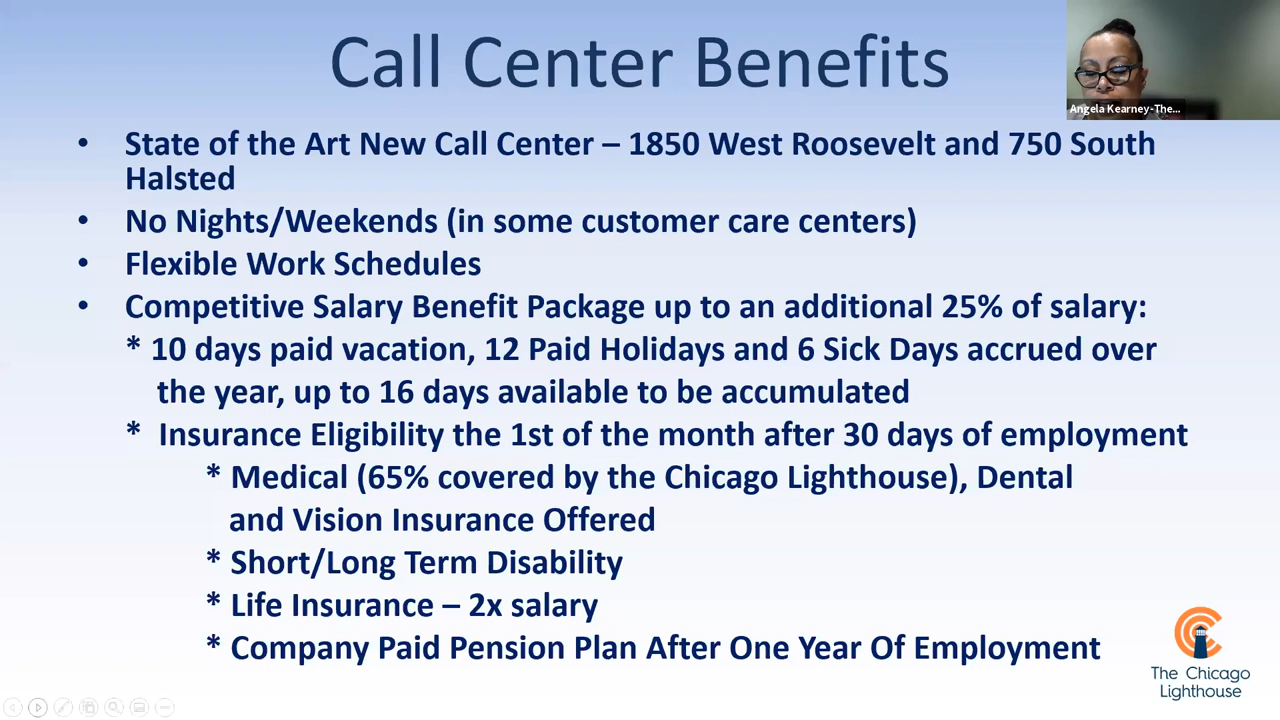 Call Center Benefits
Angela Kearney-The...
• State of the Art New Call Center – 1850 West Roosevelt and 750 South
Halsted
• No Nights/Weekends (in some customer care centers)
• Flexible Work Schedules
• Competitive Salary Benefit Package up to an additional 25% of salary:
* 10 days paid vacation, 12 Paid Holidays and 6 Sick Days accrued over
the year, up to 16 days available to be accumulated
* Insurance Eligibility the 1st of the month after 30 days of employment
* Medical (65% covered by the Chicago Lighthouse), Dental
and Vision Insurance Offered
* Short/Long Term Disability
* Life Insurance – 2x salary
* Company Paid Pension Plan After One Year Of Employment
The Chicago
Lighthouse